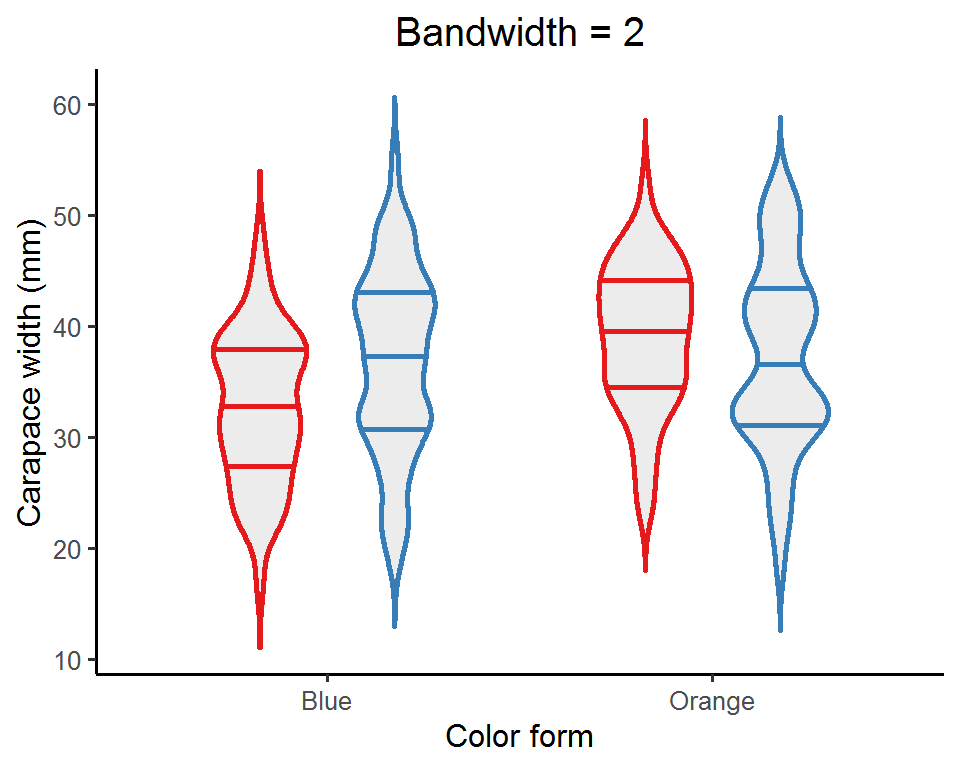 Bandwidth = 2
Carapace width (mm)
60
50
40
30
20
10
Blue
Orange
Color form